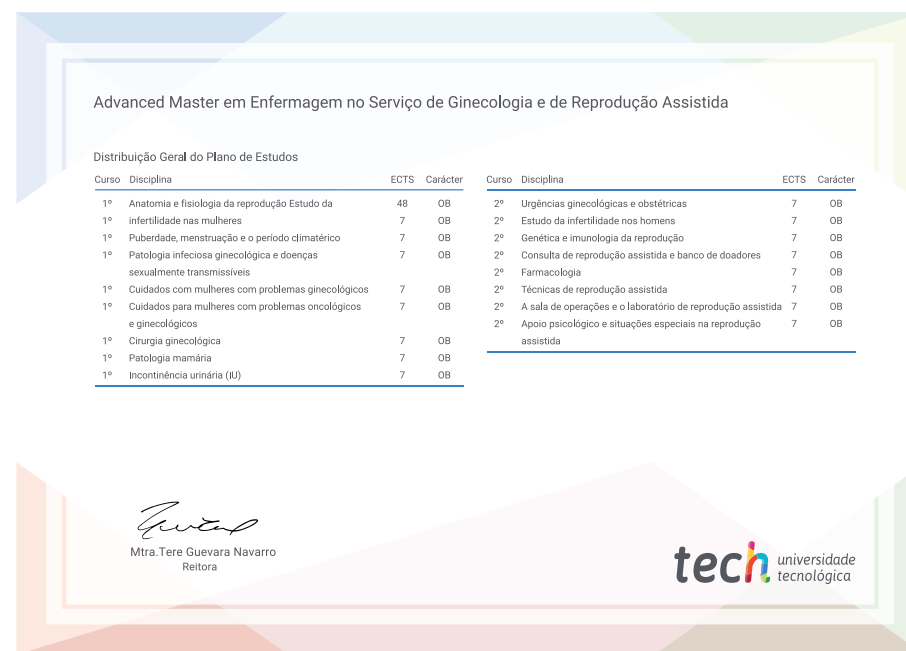 Advanced Master em Enfermagem no Serviço de Ginecologia e de Reprodução Assistida
Distribuição Geral do Plano de Estudos
Curso Disciplina ECTS Carácter
1º Anatomia e fisiologia da reprodução Estudo da 48 OB
1º infertilidade nas mulheres 7 OB
1º Puberdade, menstruação e o período climatérico 7 OB
1º Patologia infeciosa ginecológica e doenças 7 OB
sexualmente transmissíveis
1º Cuidados com mulheres com problemas ginecológicos 7 OB
1º Cuidados para mulheres com problemas oncológicos 7 OB
e ginecológicos
1º Cirurgia ginecológica 7 OB
1º Patologia mamária 7 OB
1º Incontinência urinária (IU) 7 OB
Curso Disciplina ECTS Carácter
2º Urgências ginecológicas e obstétricas 7 OB
2º Estudo da infertilidade nos homens 7 OB
2º Genética e imunologia da reprodução 7 OB
2º Consulta de reprodução assistida e banco de doadores 7 OB
2º Farmacologia 7 OB
2º Técnicas de reprodução assistida 7 OB
2º A sala de operações e o laboratório de reprodução assistida 7 OB
2º Apoio psicológico e situações especiais na reprodução 7 OB
assistida
Mtra.Tere Guevara Navarro
Reitora
tech universidade
tecnológica